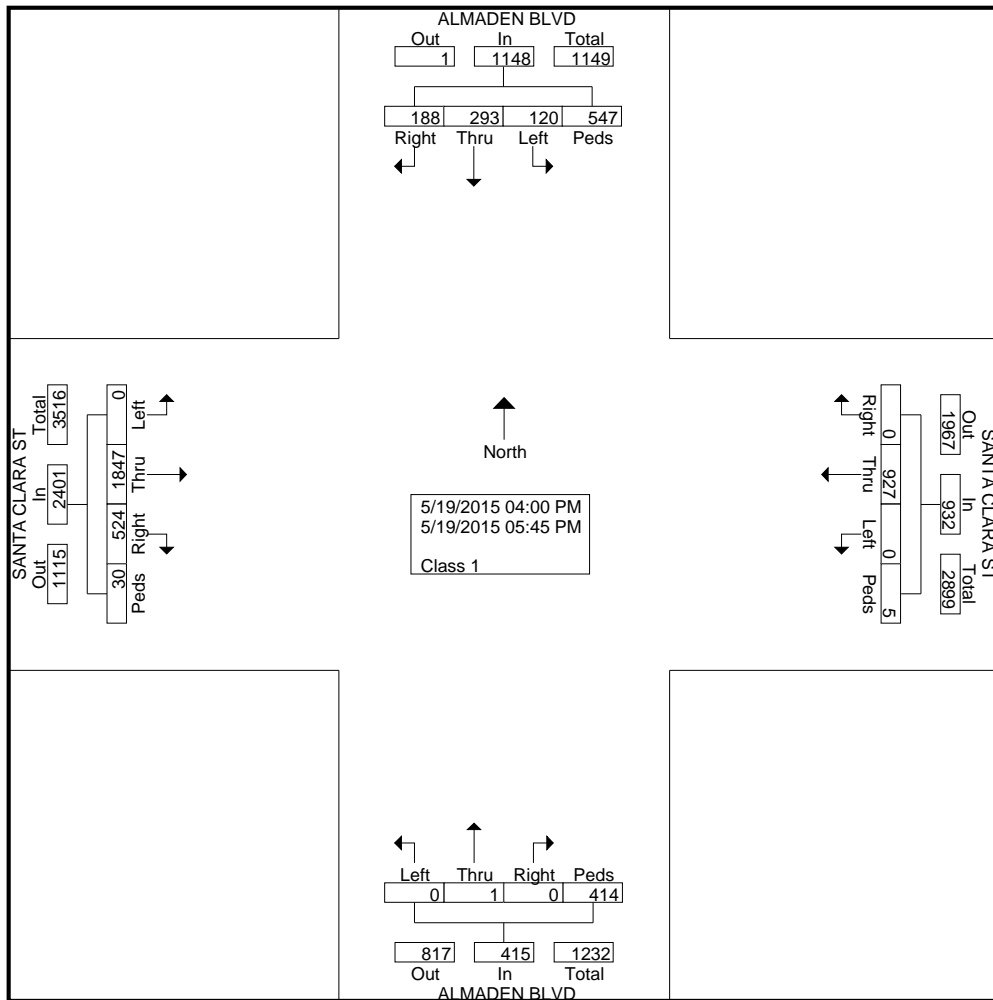 ALMADEN BLVD
Out In Total
1 1148 1149
188 293 120 547
Right Thru Left Peds
SANTA CLARA ST
Total 3516
In 2401
Out 1115
Left 0
Thru 1847
Right 524
Peds 30
North
5/19/2015 04:00 PM
5/19/2015 05:45 PM
Class 1
Right 0
Thru 927
Left 0
Peds 5
Out 1967
In 932
Total 2899
SANTA CLARA ST
Left Thru Right Peds
0 1 0 414
817 415 1232
Out In Total
ALMADEN BLVD